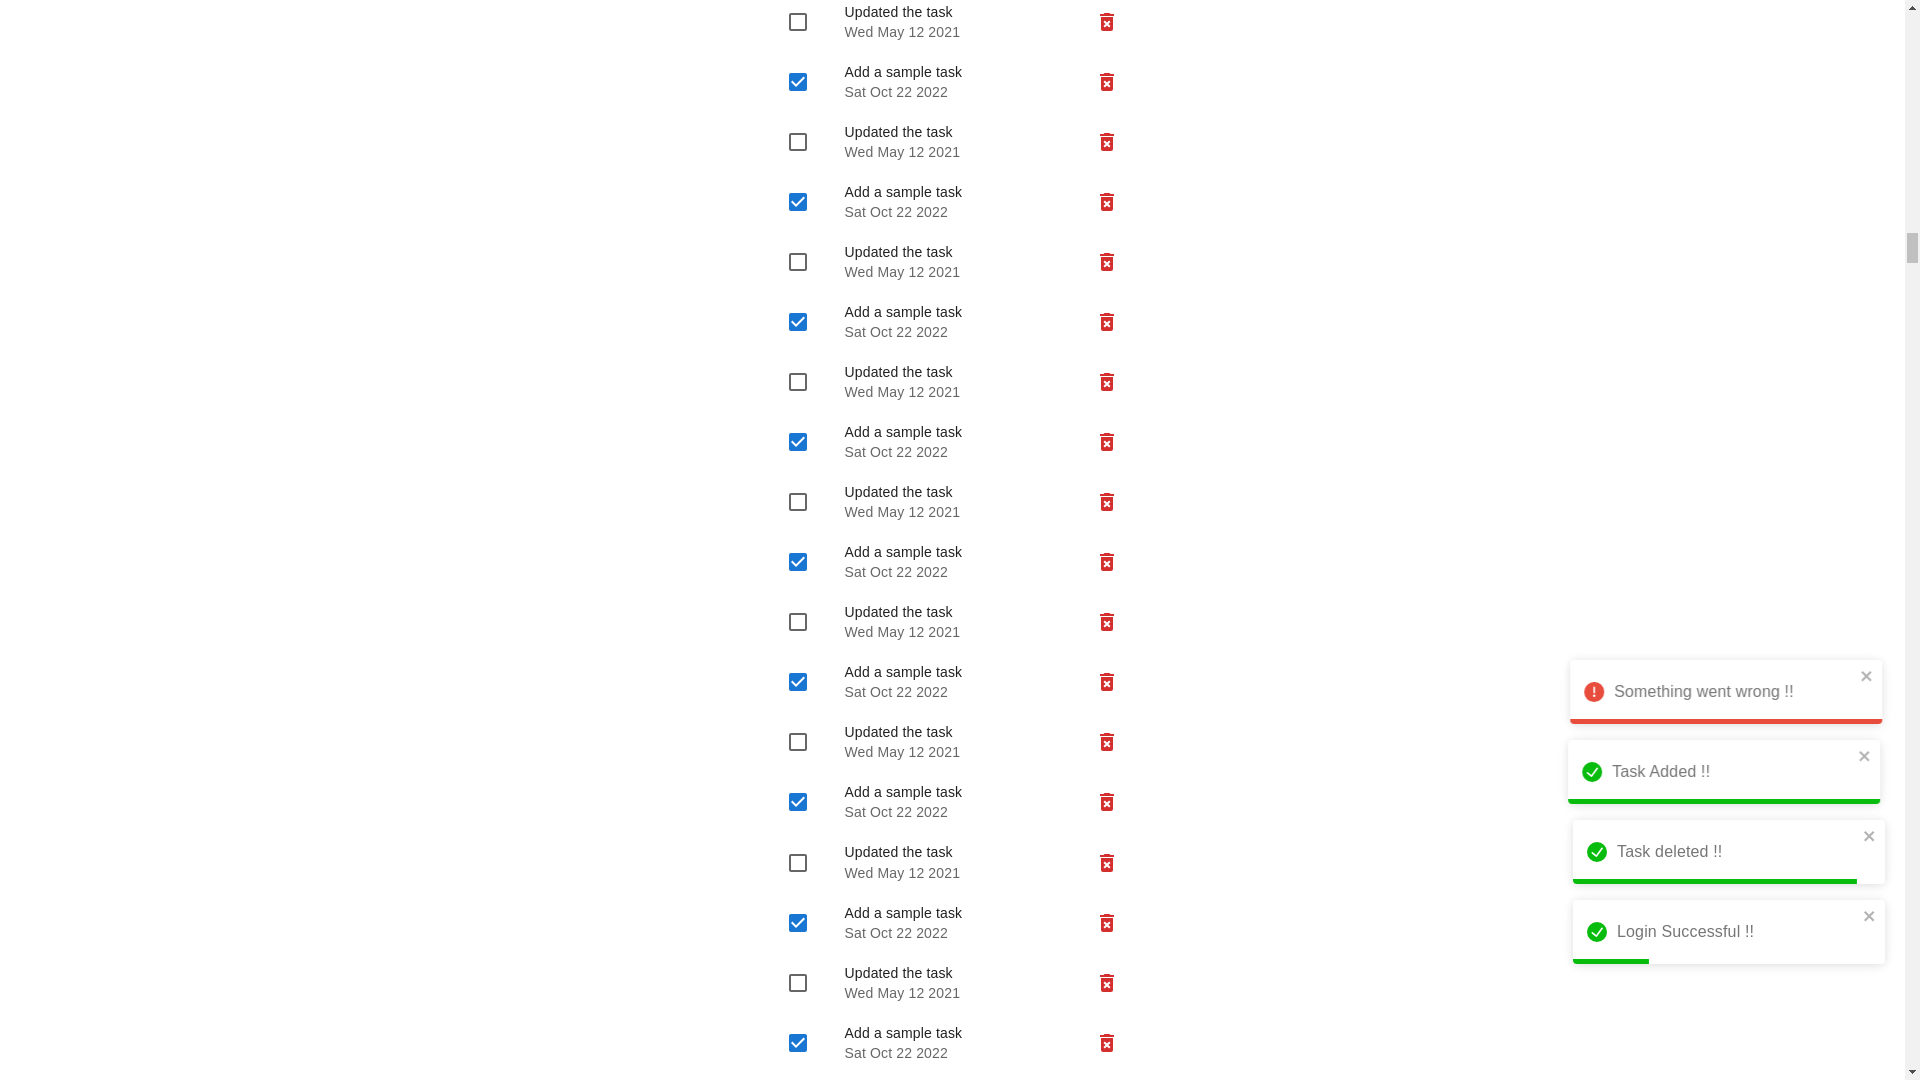 Updated the task
Wed May 12 2021
Add a sample task
Sat Oct 22 2022
Updated the task
Wed May 12 2021
Add a sample task
Sat Oct 22 2022
Updated the task
Wed May 12 2021
Add a sample task
Sat Oct 22 2022
Updated the task
Wed May 12 2021
Add a sample task
Sat Oct 22 2022
Updated the task
Wed May 12 2021
Add a sample task
Sat Oct 22 2022
Updated the task
Wed May 12 2021
Add a sample task
Sat Oct 22 2022
Updated the task
Wed May 12 2021
Add a sample task
Sat Oct 22 2022
Updated the task
Wed May 12 2021
Add a sample task
Sat Oct 22 2022
Updated the task
Wed May 12 2021
Add a sample task
Sat Oct 22 2022
Something went wrong !!
Task Added !!
Task deleted !!
Login Successful !!